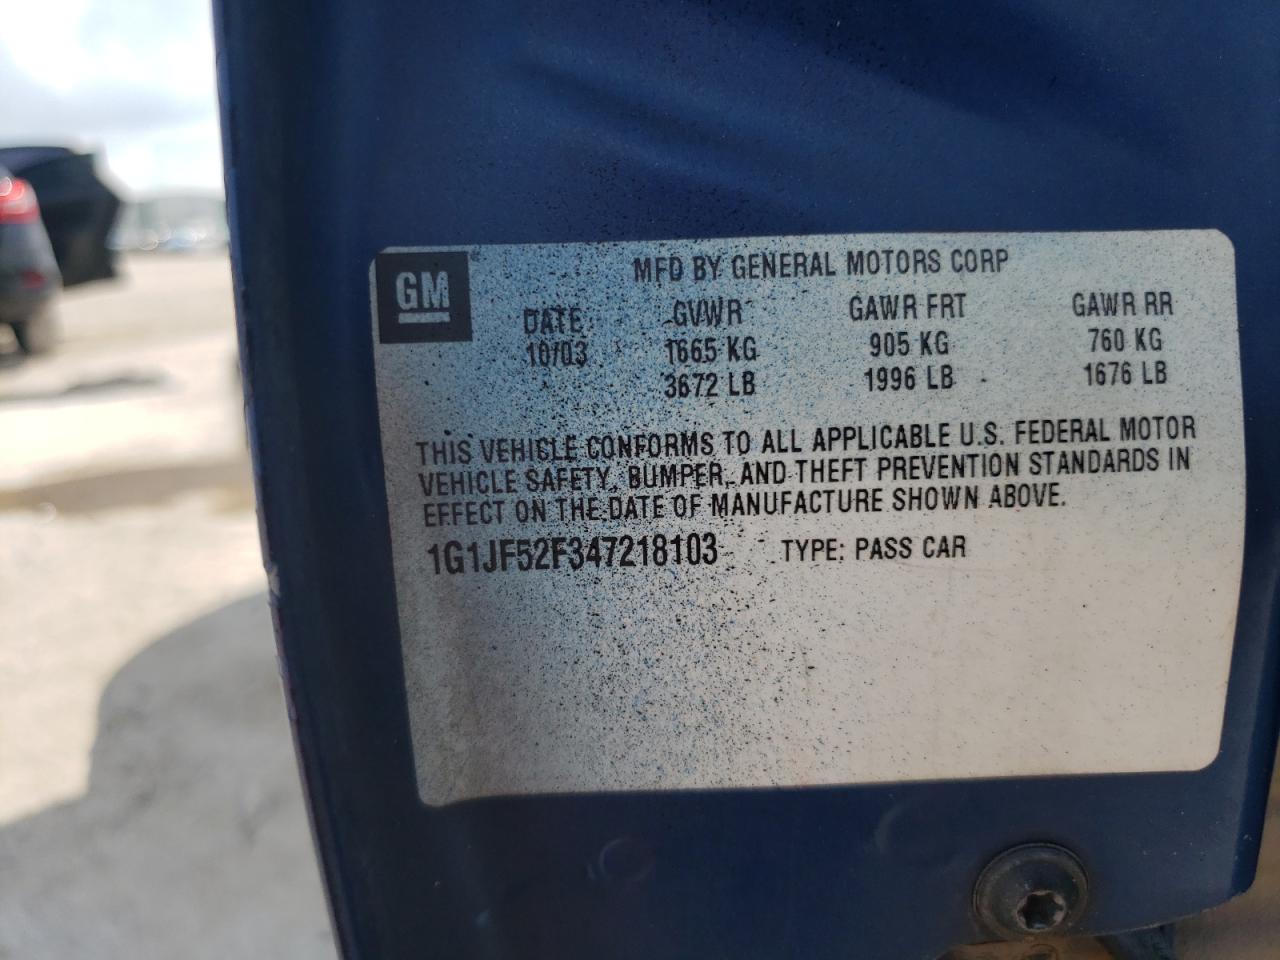 GM
MFD BY GENERAL MOTORS CORP
DATE GVWR GAWR FRT GAWR RR
10/03 1665 KG 905 KG 760 KG
3672 LB 1996 LB 1676 LB
THIS VEHICLE CONFORMS TO ALL APPLICABLE U.S. FEDERAL MOTOR
VEHICLE SAFETY, BUMPER, AND THEFT PREVENTION STANDARDS IN
EFFECT ON THE DATE OF MANUFACTURE SHOWN ABOVE.
1G1JF52F347218103 TYPE: PASS CAR